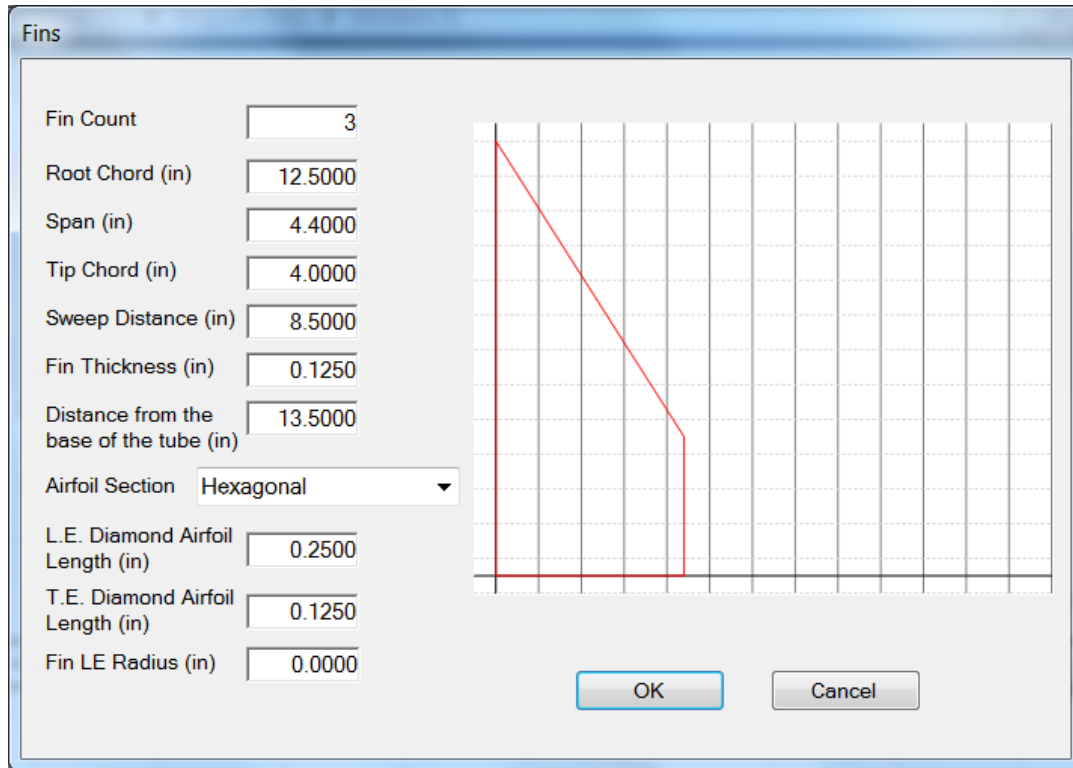 Fins
Fin Count 3
Root Chord (in) 12.5000
Span (in) 4.4000
Tip Chord (in) 4.0000
Sweep Distance (in) 8.5000
Fin Thickness (in) 0.1250
Distance from the
base of the tube (in) 13.5000
Airfoil Section Hexagonal
L.E. Diamond Airfoil
Length (in) 0.2500
T.E. Diamond Airfoil
Length (in) 0.1250
Fin LE Radius (in) 0.0000
OK Cancel